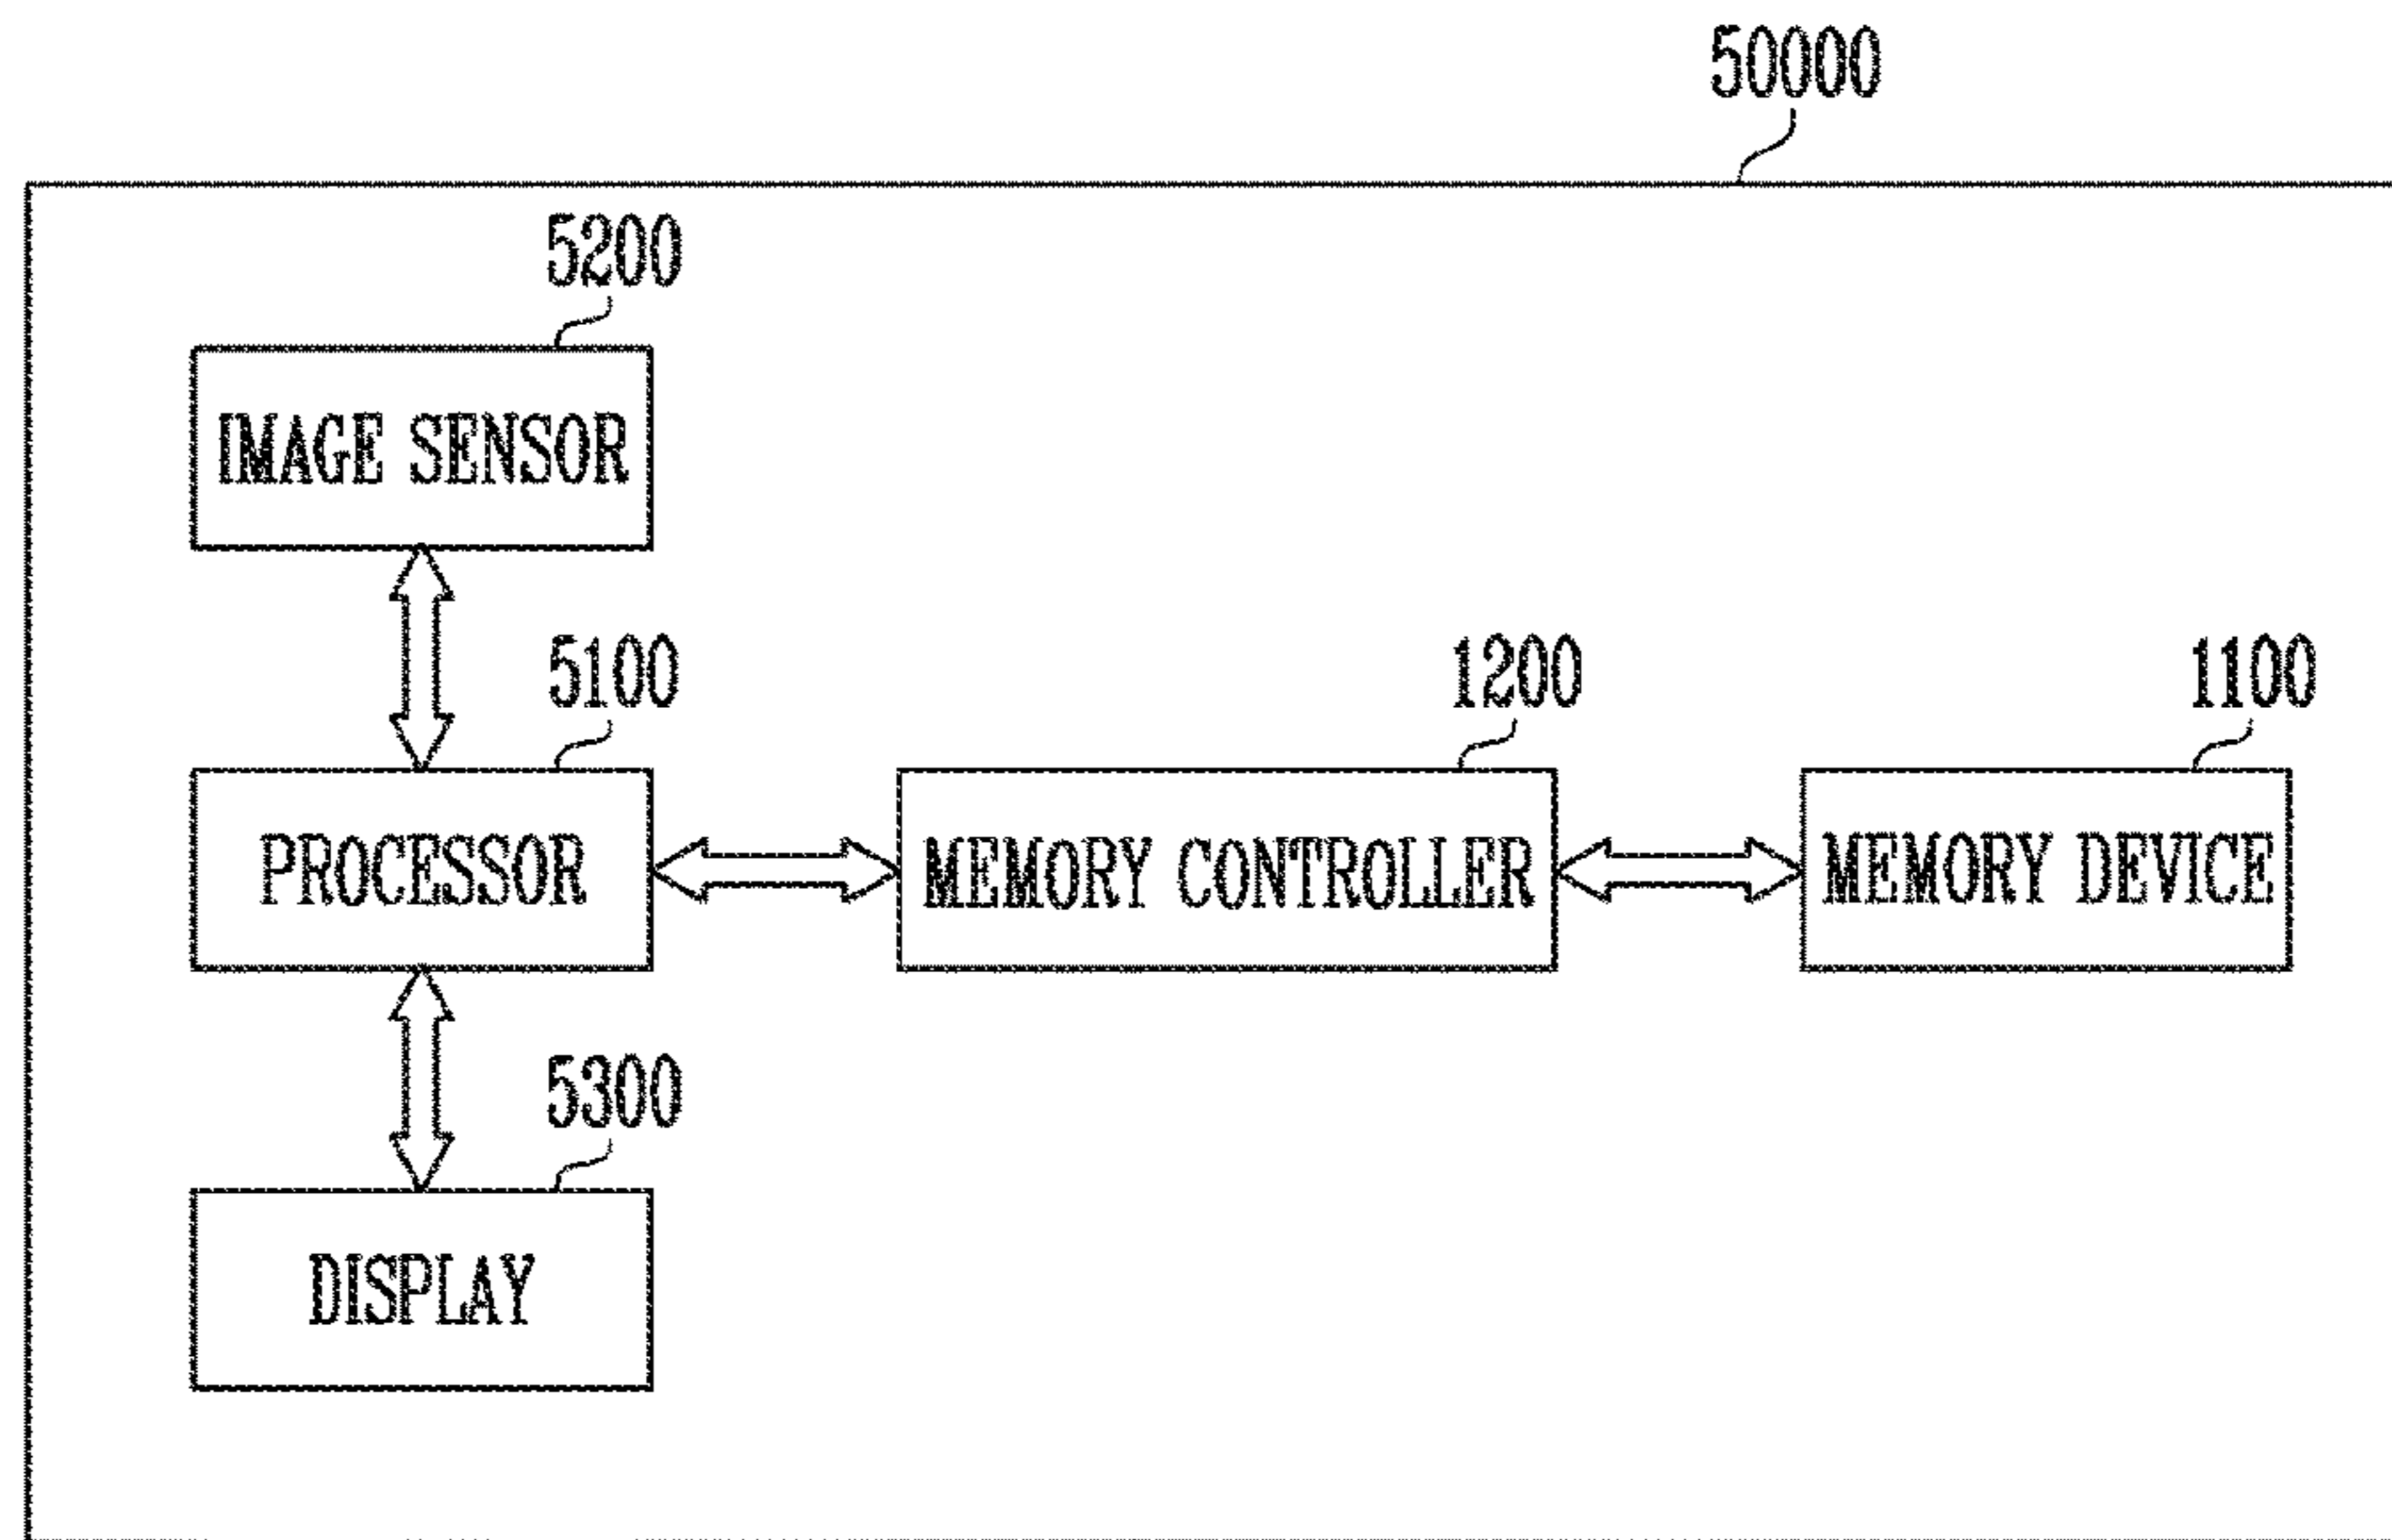 50000
5200
IMAGE SENSOR
5100
1200
1100
PROCESSOR
MEMORY CONTROLLER
MEMORY DEVICE
5300
DISPLAY